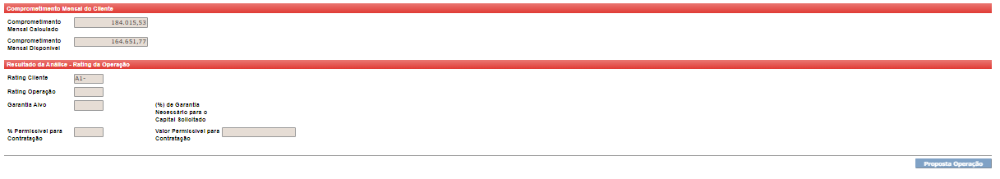 Comprometimento Mensal do Cliente
Comprometimento
Mensal Calculado
184.015,53
Comprometimento
Mensal Disponível
164.651,77
Resultado da Análise - Rating da Operação
Rating Cliente
A1-
Rating Operação
Garantia Alvo
(%) de Garantia
Necessário para o
Capital Solicitado
% Permissível para
Contratação
Valor Permissível para
Contratação
Proposta Operação